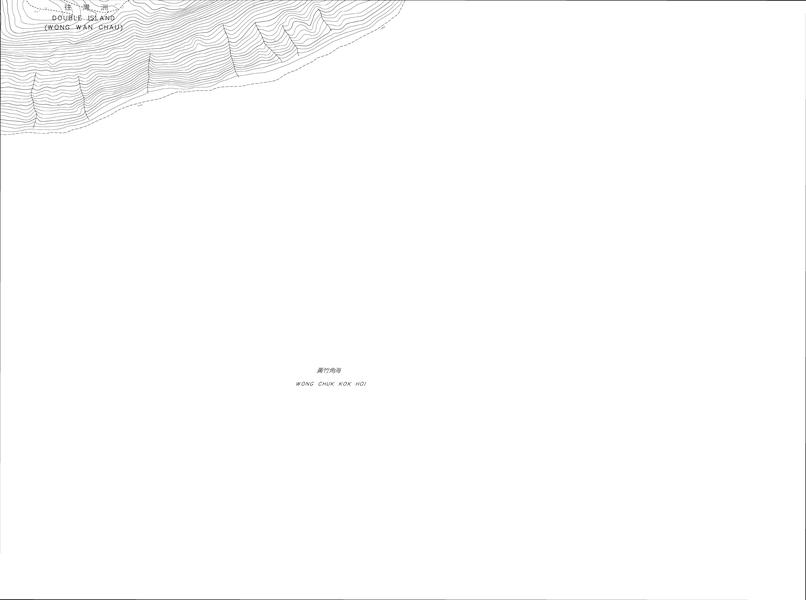 往 灣 洲
DOUBLE ISLAND
(WONG WAN CHAU)
黃竹角海
WONG CHUK KOK HOI